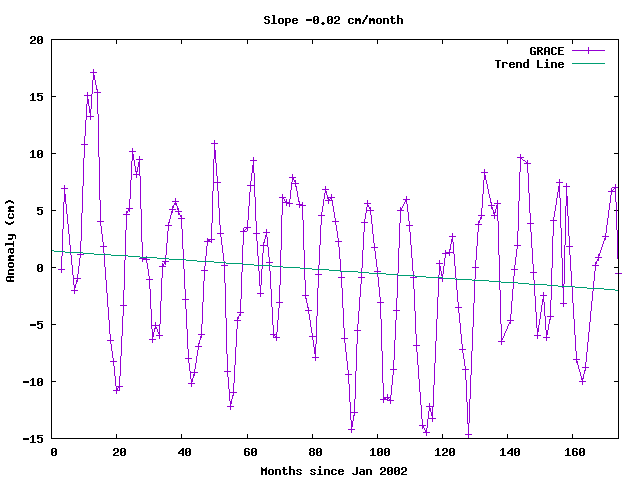 Slope -0.02 cm/month
GRACE
Trend Line
20
15
10
5
0
-5
-10
-15
Anomaly (cm)
0 20 40 60 80 100 120 140 160
Months since Jan 2002